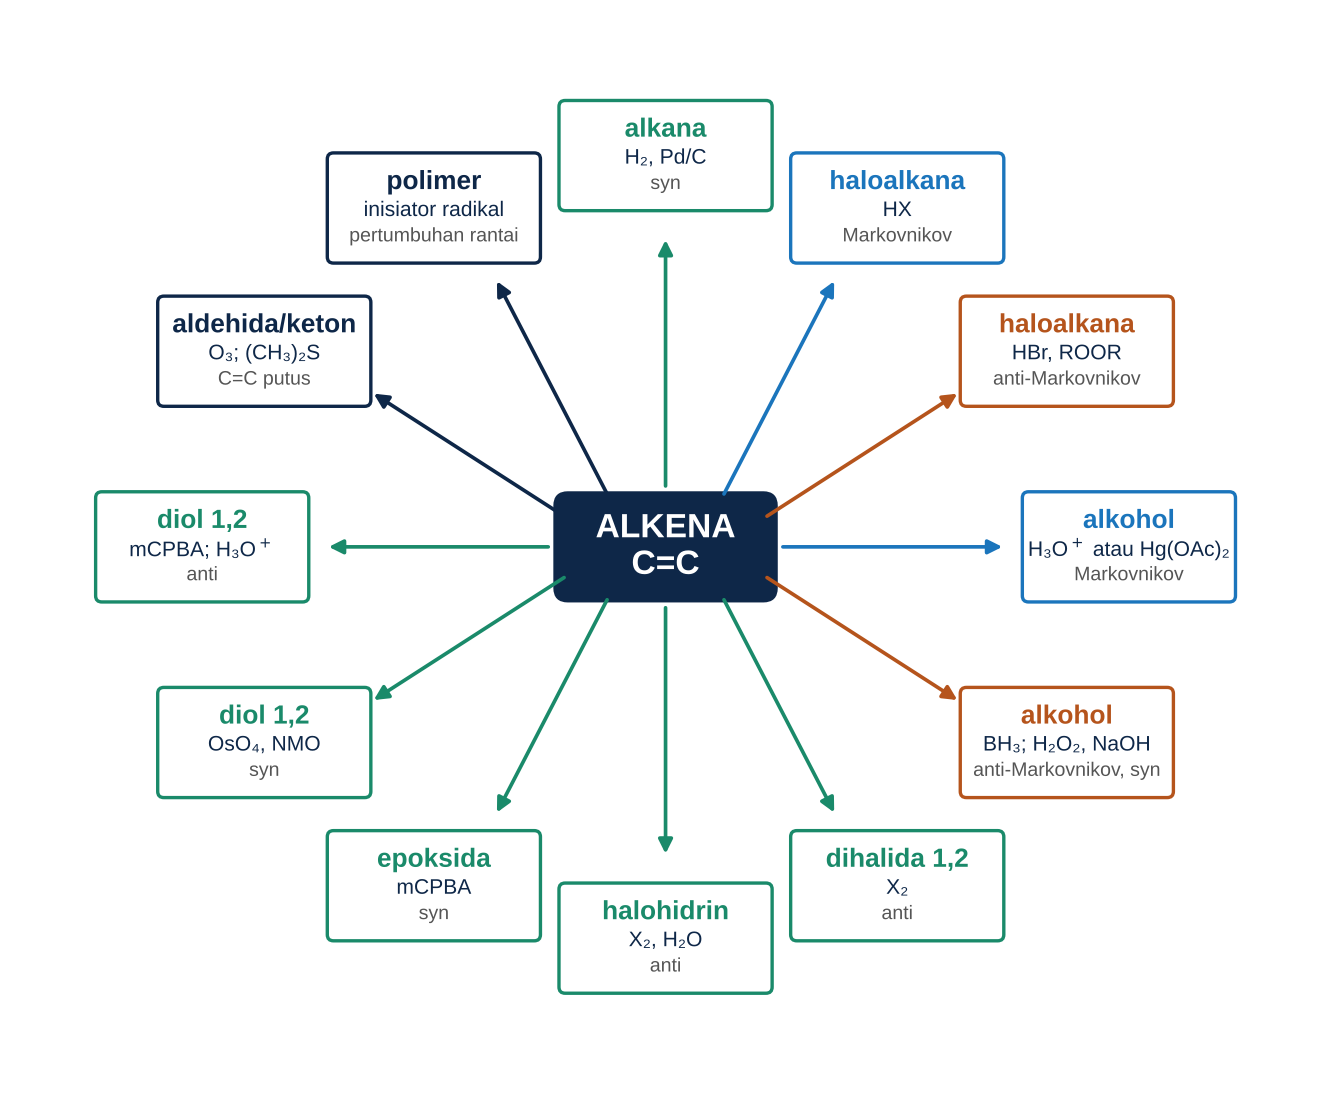 alkana
H₂, Pd/C
syn
polimer
inisiator radikal
pertumbuhan rantai
haloalkana
HX
Markovnikov
aldehida/keton
O₃; (CH₃)₂S
C=C putus
haloalkana
HBr, ROOR
anti-Markovnikov
diol 1,2
mCPBA; H₃O⁺
anti
ALKENA
C=C
alkohol
H₃O⁺ atau Hg(OAc)₂
Markovnikov
diol 1,2
OsO₄, NMO
syn
alkohol
BH₃; H₂O₂, NaOH
anti-Markovnikov, syn
epoksida
mCPBA
syn
halohidrin
X₂, H₂O
anti
dihalida 1,2
X₂
anti